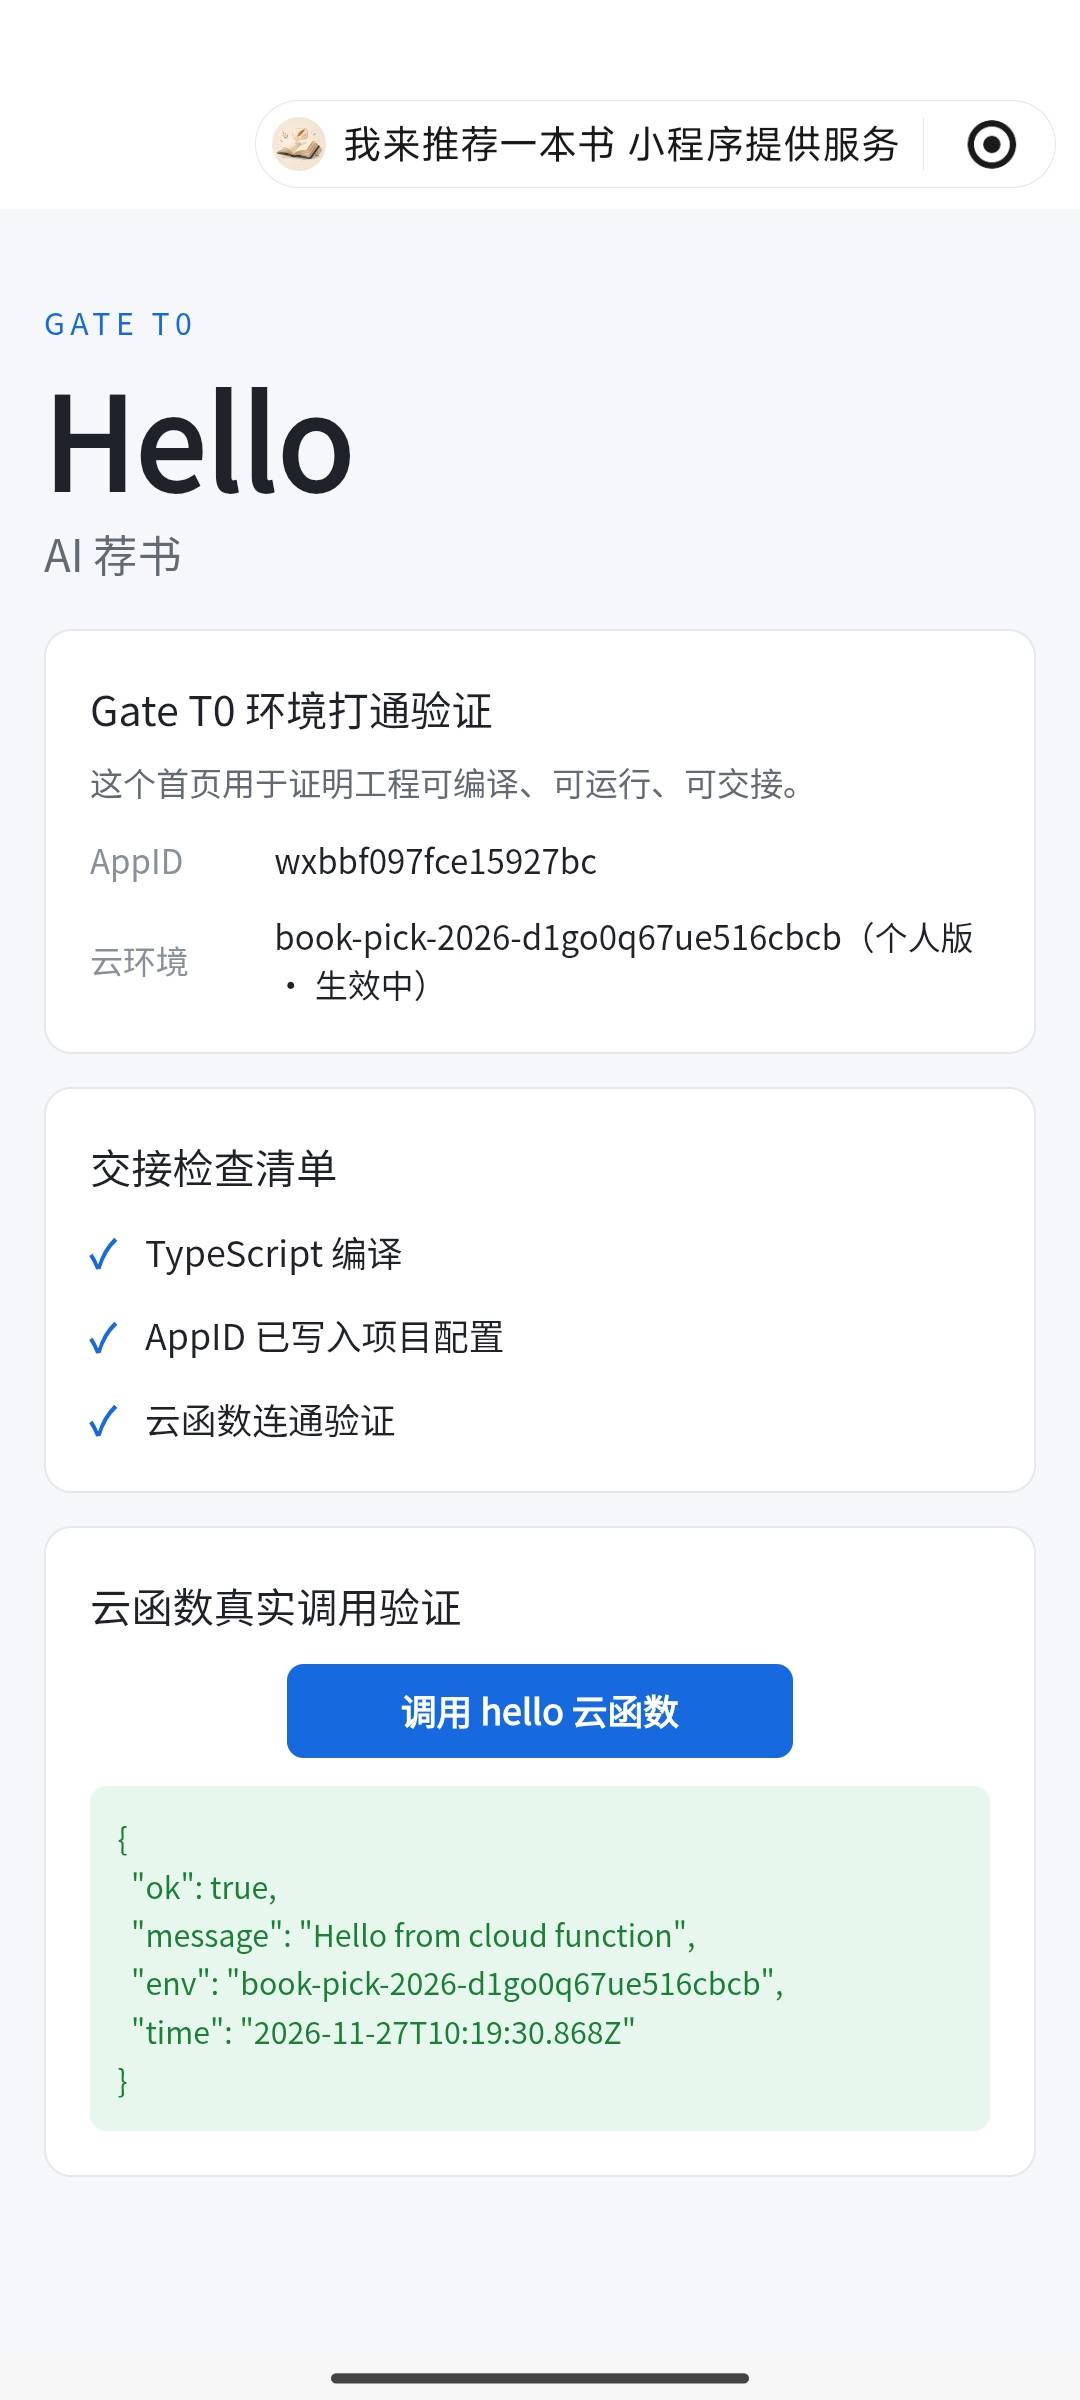 我来推荐一本书 小程序提供服务
GATE T0
Hello
AI 荐书
Gate T0 环境打通验证
这个首页用于证明工程可编译、可运行、可交接。
AppID wxbbf097fce15927bc
云环境 book-pick-2026-d1go0q67ue516cbcb（个人版
· 生效中）
交接检查清单
✓ TypeScript 编译
✓ AppID 已写入项目配置
✓ 云函数连通验证
云函数真实调用验证
调用 hello 云函数
{
"ok": true,
"message": "Hello from cloud function",
"env": "book-pick-2026-d1go0q67ue516cbcb",
"time": "2026-11-27T10:19:30.868Z"
}